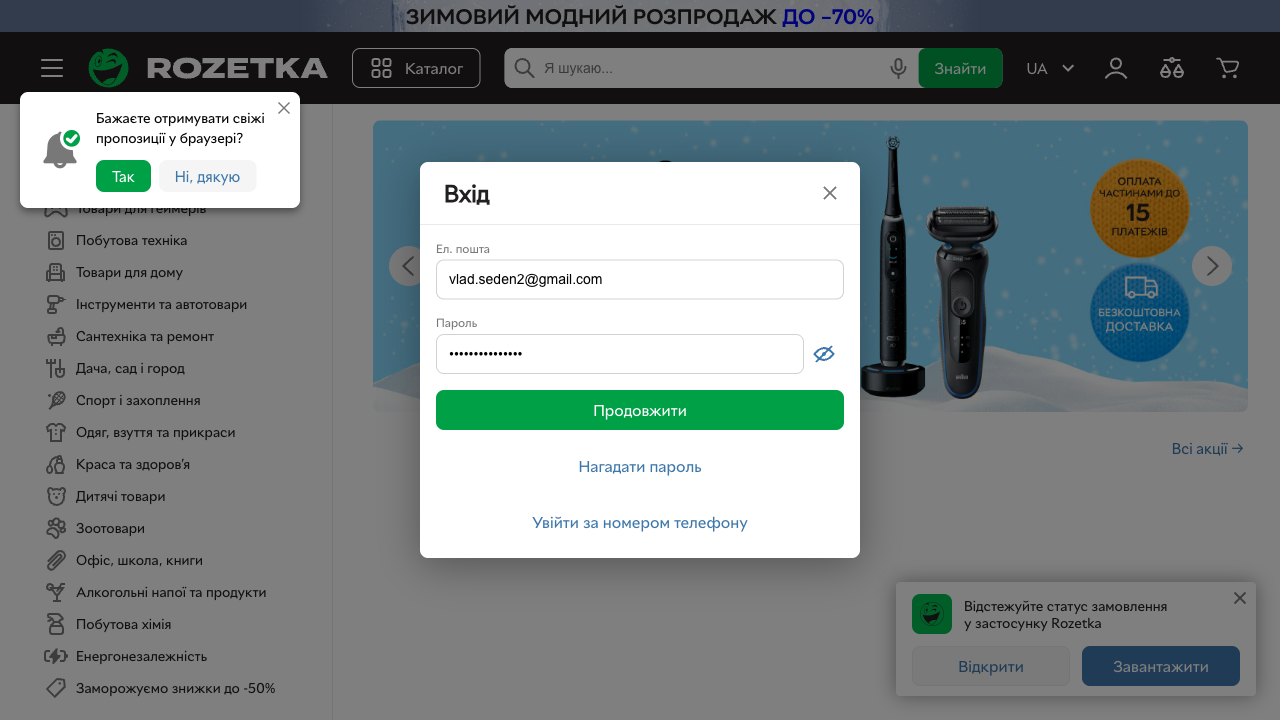 ЗИМОВИЙ МОДНИЙ РОЗПРОДАЖ ДО −70%
ROZETKA
Каталог
Я шукаю...
Знайти
UA
Бажаєте отримувати свіжі
пропозиції у браузері?
Так
Ні, дякую
Товари для геймерів
Побутова техніка
Товари для дому
Інструменти та автотовари
Сантехніка та ремонт
Дача, сад і город
Спорт і захоплення
Одяг, взуття та прикраси
Краса та здоров'я
Дитячі товари
Зоотовари
Офіс, школа, книги
Алкогольні напої та продукти
Побутова хімія
Енергонезалежність
Заморожуємо знижки до -50%
Вхід
Ел. пошта
vlad.seden2@gmail.com
Пароль
•••••••••••••••
Продовжити
Нагадати пароль
Увійти за номером телефону
ОПЛАТА
ЧАСТИНАМИ ДО
15
ПЛАТЕЖІВ
БЕЗКОШТОВНА
ДОСТАВКА
Всі акції →
Відстежуйте статус замовлення
у застосунку Rozetka
Відкрити
Завантажити